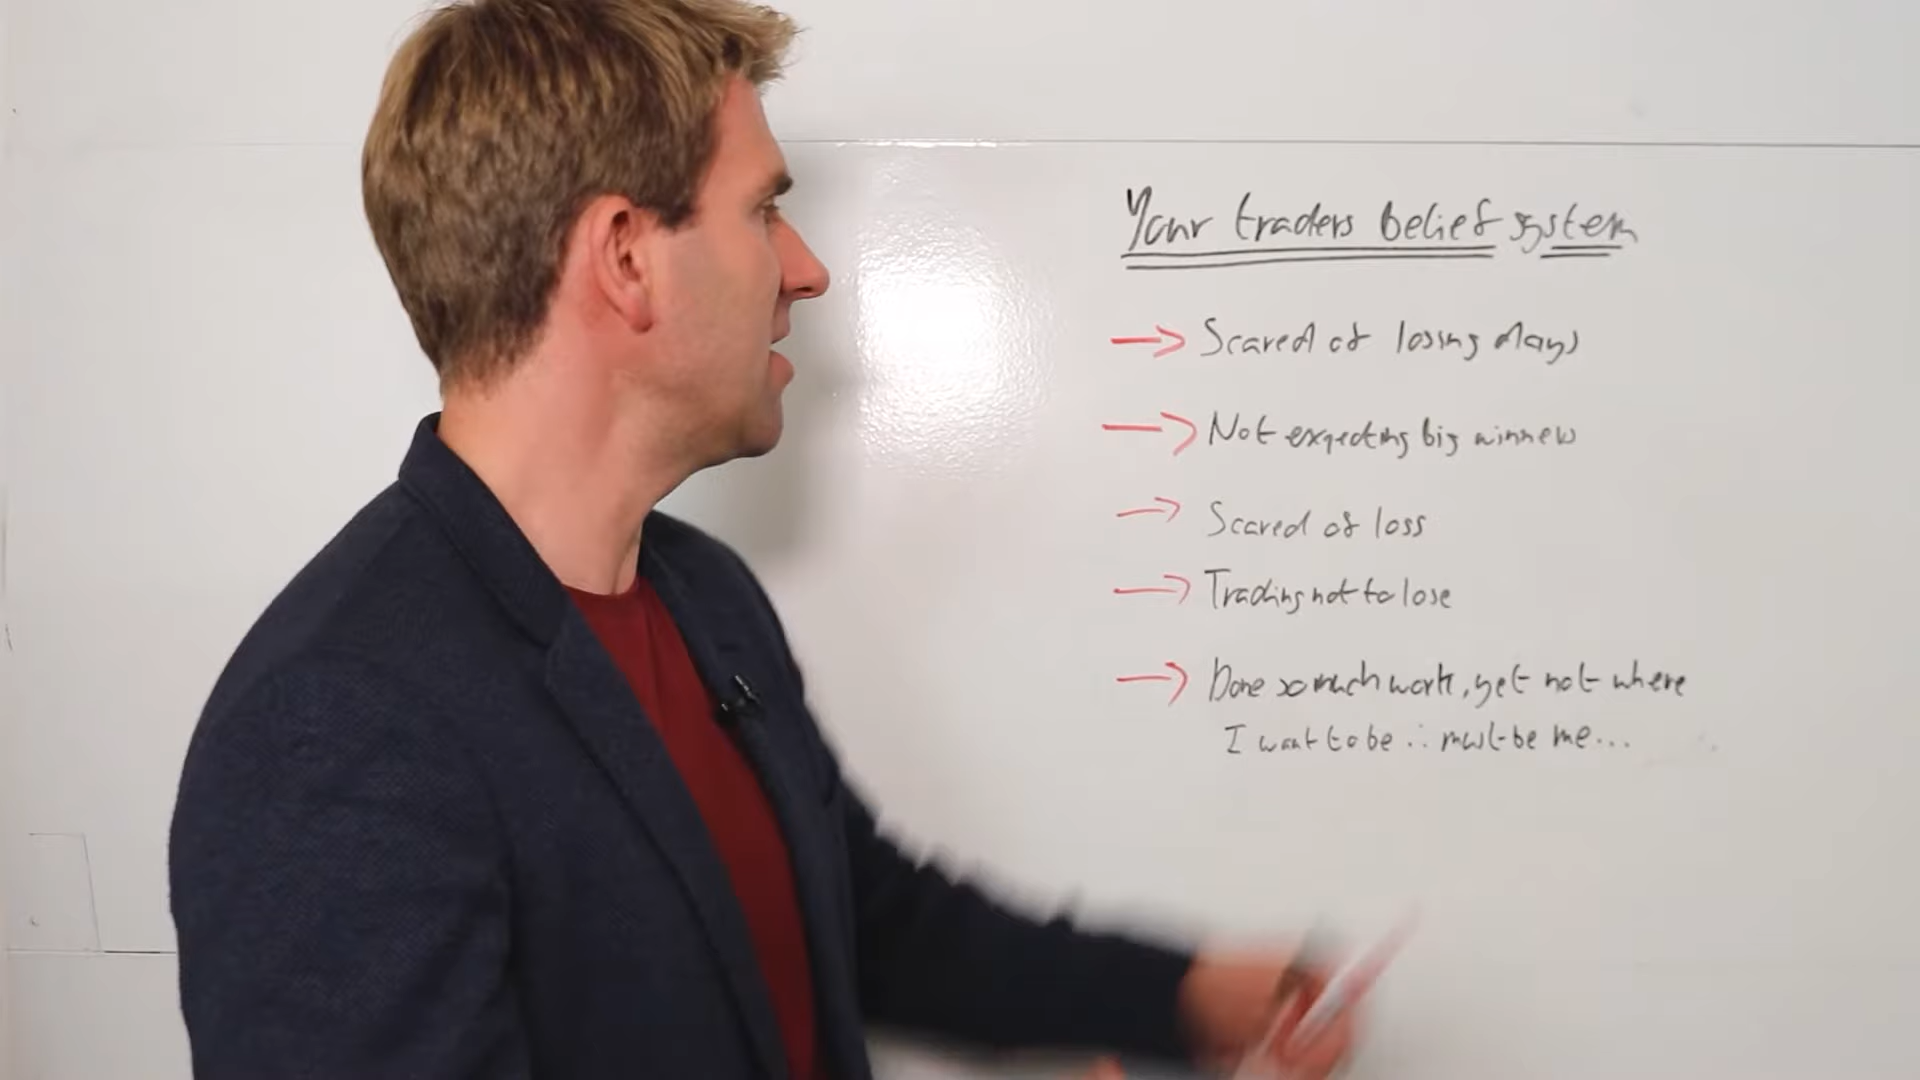 Your traders belief system
→ Scared of losing days
→ Not expecting big winners
→ Scared of loss
→ Trading not to lose
→ Done so much work, yet not where
I want to be ∴ must be me...